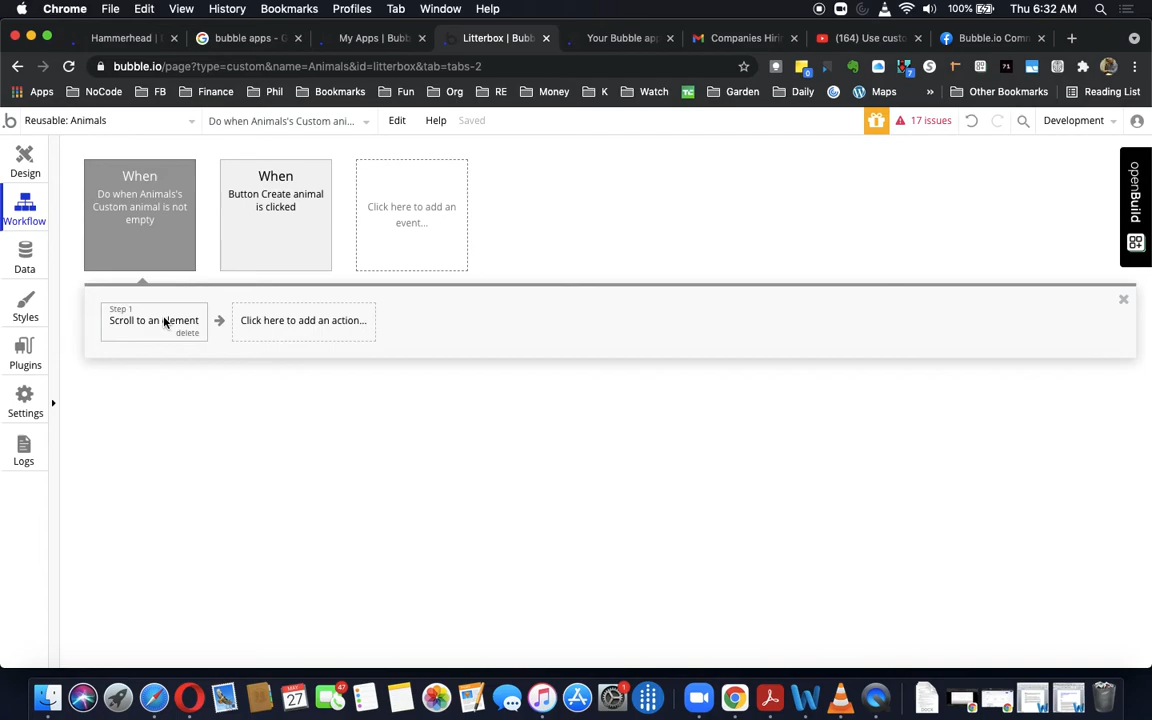 Chrome File Edit View History Bookmarks Profiles Tab Window Help 100% Thu 6:32 AM
Hammerhead | bubble apps - G My Apps | Bubb Litterbox | Bubb Your Bubble ap Companies Hiri (164) Use custo Bubble.io Com
bubble.io/page?type=custom&name=Animals&id=litterbox&tab=tabs-2
Apps NoCode FB Finance Phil Bookmarks Fun Org RE Money K Watch TC Garden Daily Maps » Other Bookmarks Reading List
Reusable: Animals Do when Animals's Custom ani... Edit Help Saved 17 issues Development
Design
Workflow
Data
Styles
Plugins
Settings
Logs
When
Do when Animals's
Custom animal is not
empty
When
Button Create animal
is clicked
Click here to add an
event...
openBuild
Step 1
Scroll to an element
delete
Click here to add an action...